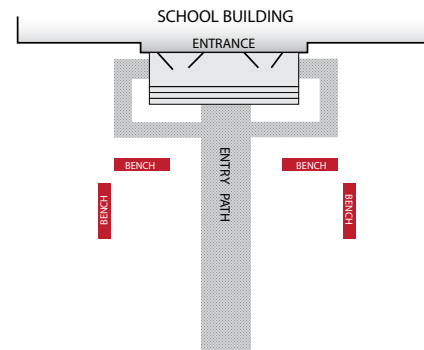 SCHOOL BUILDING
ENTRANCE
BENCH
BENCH
ENTRY PATH
BENCH
BENCH